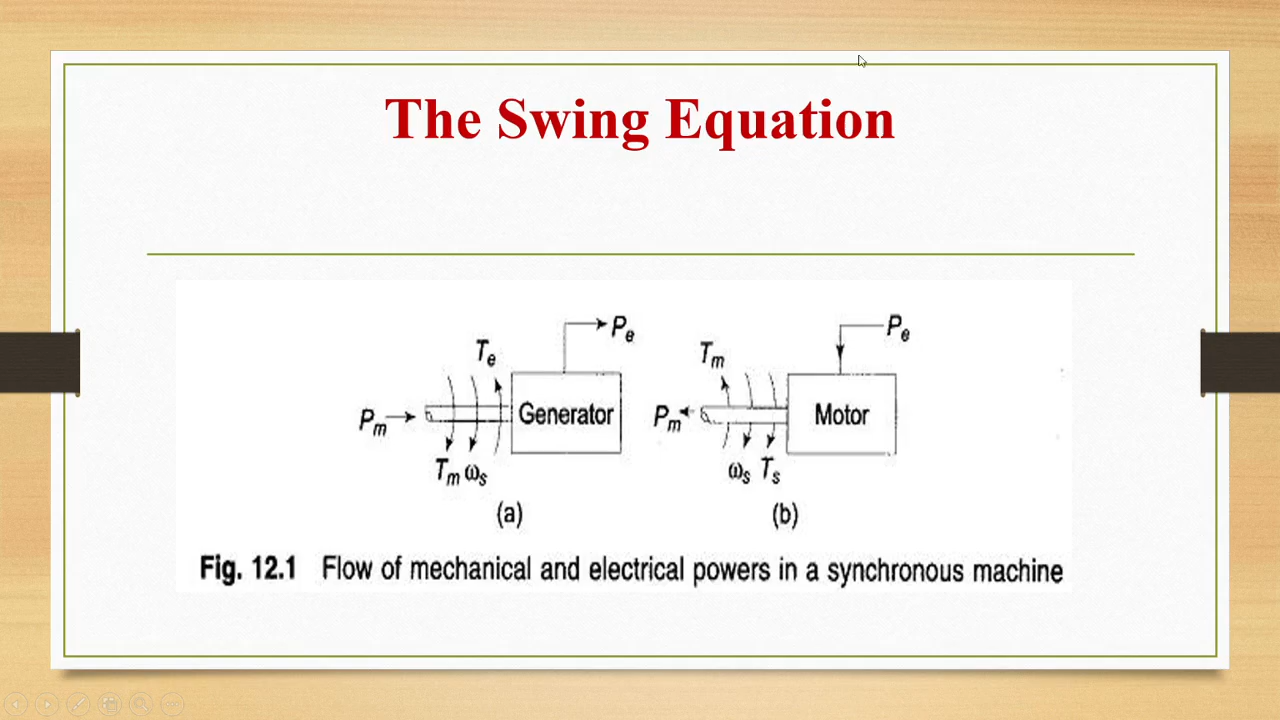 The Swing Equation
Pe
Te
Pm
Generator
Tm ωs
(a)
Pe
Tm
Pm
Motor
ωs Ts
(b)
Fig. 12.1 Flow of mechanical and electrical powers in a synchronous machine